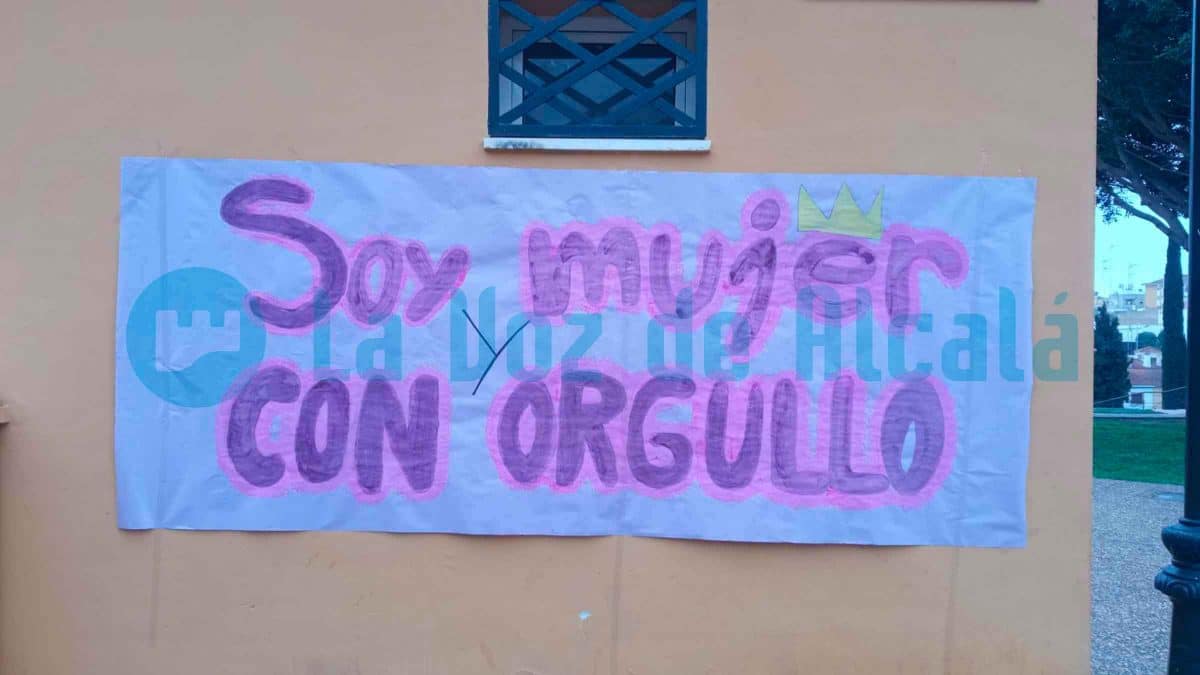 Soy mujer
y
CON ORGULLO
La Voz de Alcalá